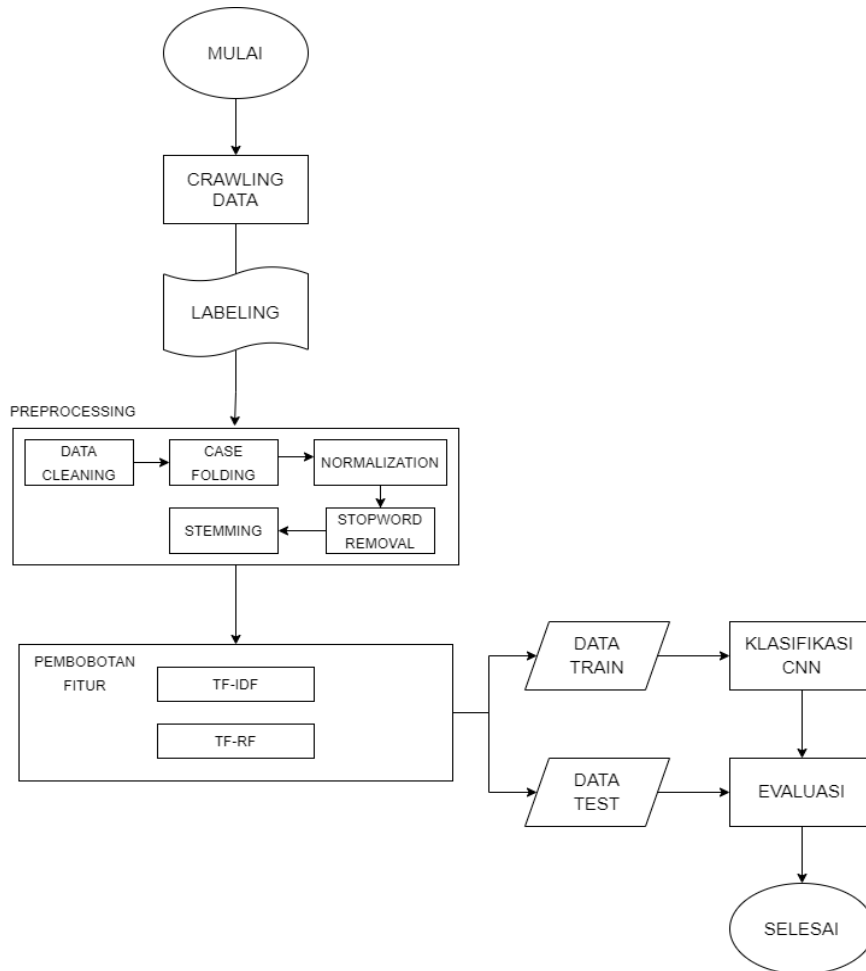 MULAI
CRAWLING
DATA
LABELING
PREPROCESSING
DATA
CLEANING
CASE
FOLDING
NORMALIZATION
STOPWORD
REMOVAL
STEMMING
PEMBOBOTAN
FITUR
TF-IDF
TF-RF
DATA
TRAIN
KLASIFIKASI
CNN
DATA
TEST
EVALUASI
SELESAI